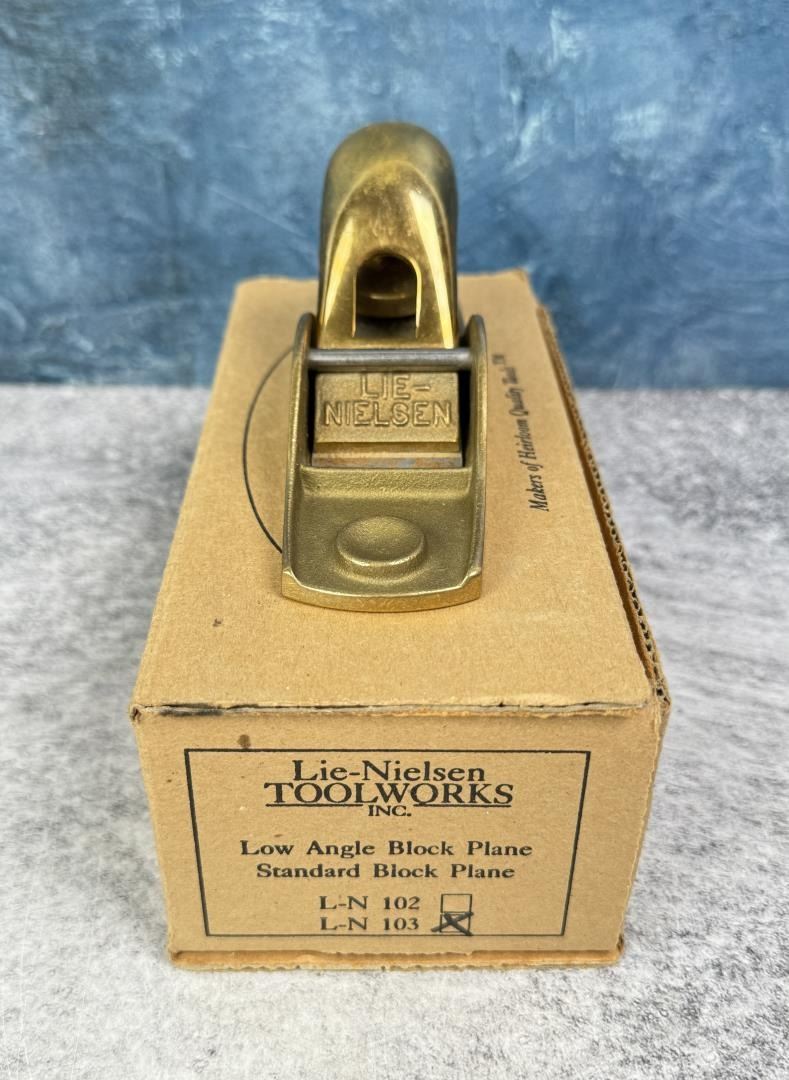 LIE-
NIELSEN
Makers of Heirloom Quality Tools™
Lie-Nielsen
TOOLWORKS
INC.
Low Angle Block Plane
Standard Block Plane
L-N 102
L-N 103